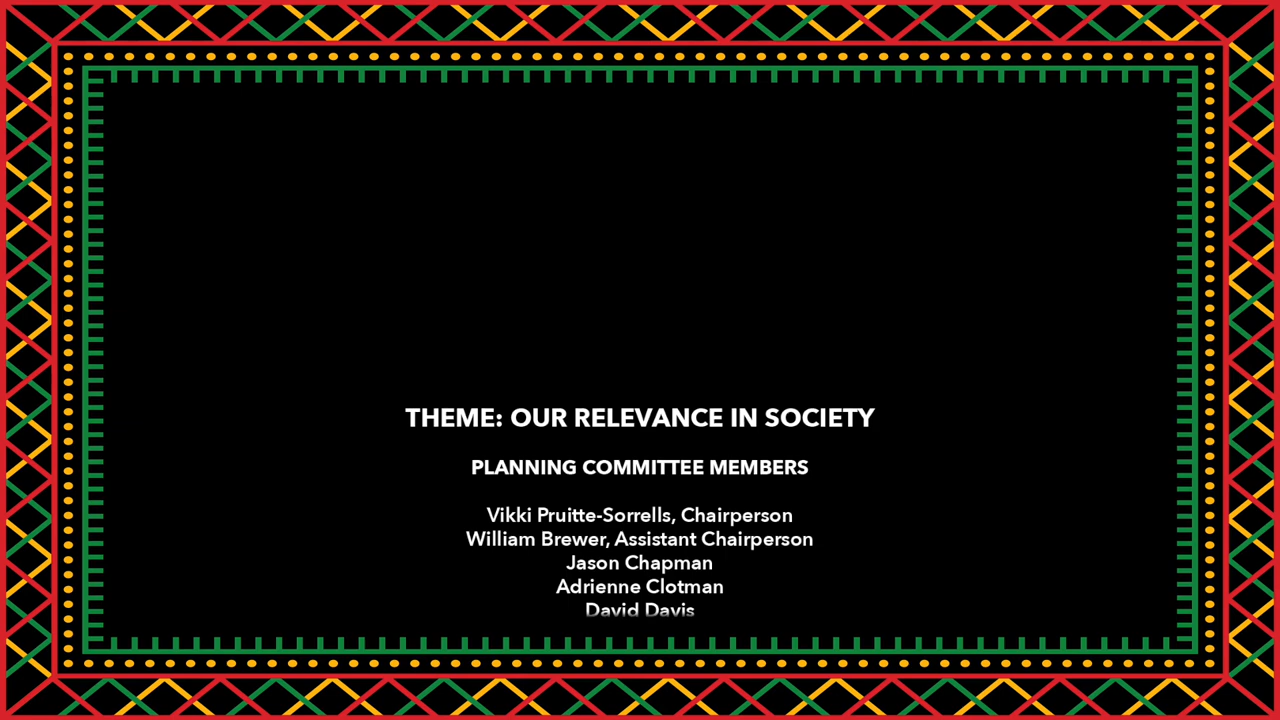 THEME: OUR RELEVANCE IN SOCIETY
PLANNING COMMITTEE MEMBERS
Vikki Pruitte-Sorrells, Chairperson
William Brewer, Assistant Chairperson
Jason Chapman
Adrienne Clotman
David Davis